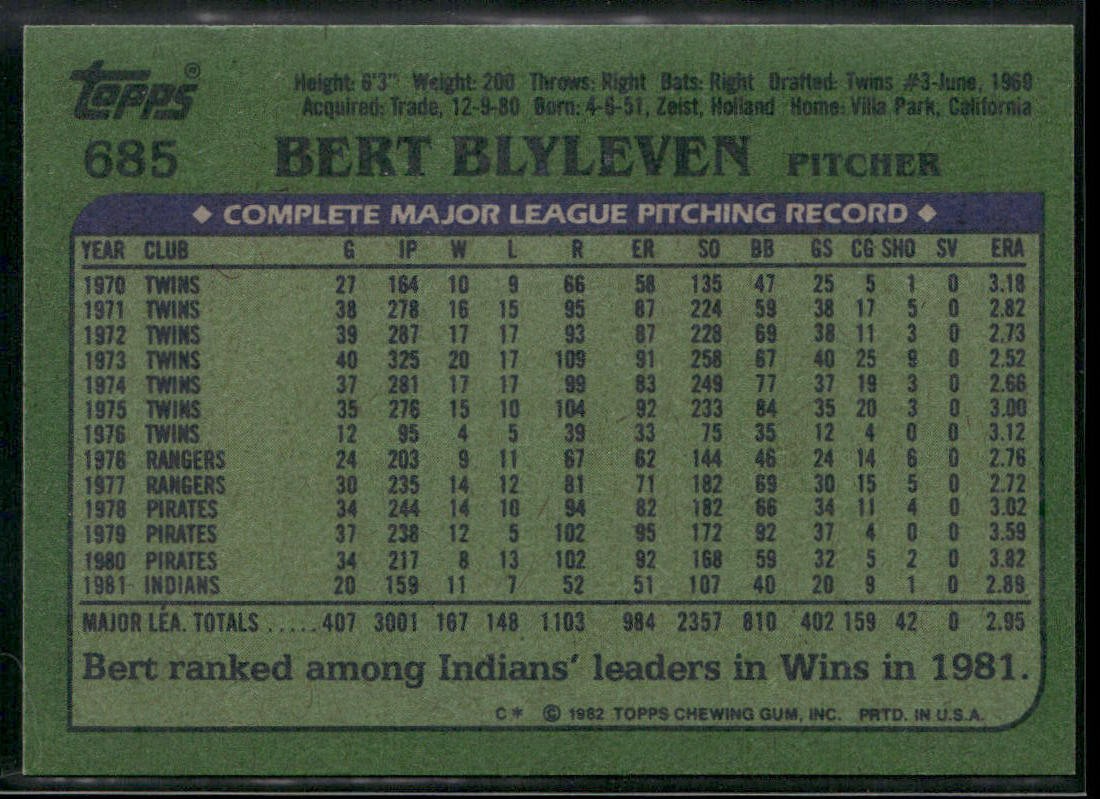 Topps®
Height: 6'3" Weight: 200 Throws: Right Bats: Right Drafted: Twins #3-June, 1969
Acquired: Trade, 12-9-80 Born: 4-6-51, Zeist, Holland Home: Villa Park, California
685 BERT BLYLEVEN PITCHER
◆ COMPLETE MAJOR LEAGUE PITCHING RECORD ◆
YEAR CLUB G IP W L R ER SO BB GS CG SHO SV ERA
1970 TWINS 27 164 10 9 66 58 135 47 25 5 1 0 3.18
1971 TWINS 38 278 16 15 95 87 224 59 38 17 5 0 2.82
1972 TWINS 39 287 17 17 93 87 228 69 38 11 3 0 2.73
1973 TWINS 40 325 20 17 109 91 258 67 40 25 9 0 2.52
1974 TWINS 37 281 17 17 99 83 249 77 37 19 3 0 2.66
1975 TWINS 35 276 15 10 104 92 233 84 35 20 3 0 3.00
1976 TWINS 12 95 4 5 39 33 75 35 12 4 0 0 3.12
1976 RANGERS 24 203 9 11 67 62 144 46 24 14 6 0 2.76
1977 RANGERS 30 235 14 12 81 71 182 69 30 15 5 0 2.72
1978 PIRATES 34 244 14 10 94 82 182 66 34 11 4 0 3.02
1979 PIRATES 37 238 12 5 102 95 172 92 37 4 0 0 3.59
1980 PIRATES 34 217 8 13 102 92 168 59 32 5 2 0 3.82
1981 INDIANS 20 159 11 7 52 51 107 40 20 9 1 0 2.89
MAJOR LEA. TOTALS .....407 3001 167 148 1103 984 2357 810 402 159 42 0 2.95
Bert ranked among Indians' leaders in Wins in 1981.
C* © 1982 TOPPS CHEWING GUM, INC. PRTD. IN U.S.A.